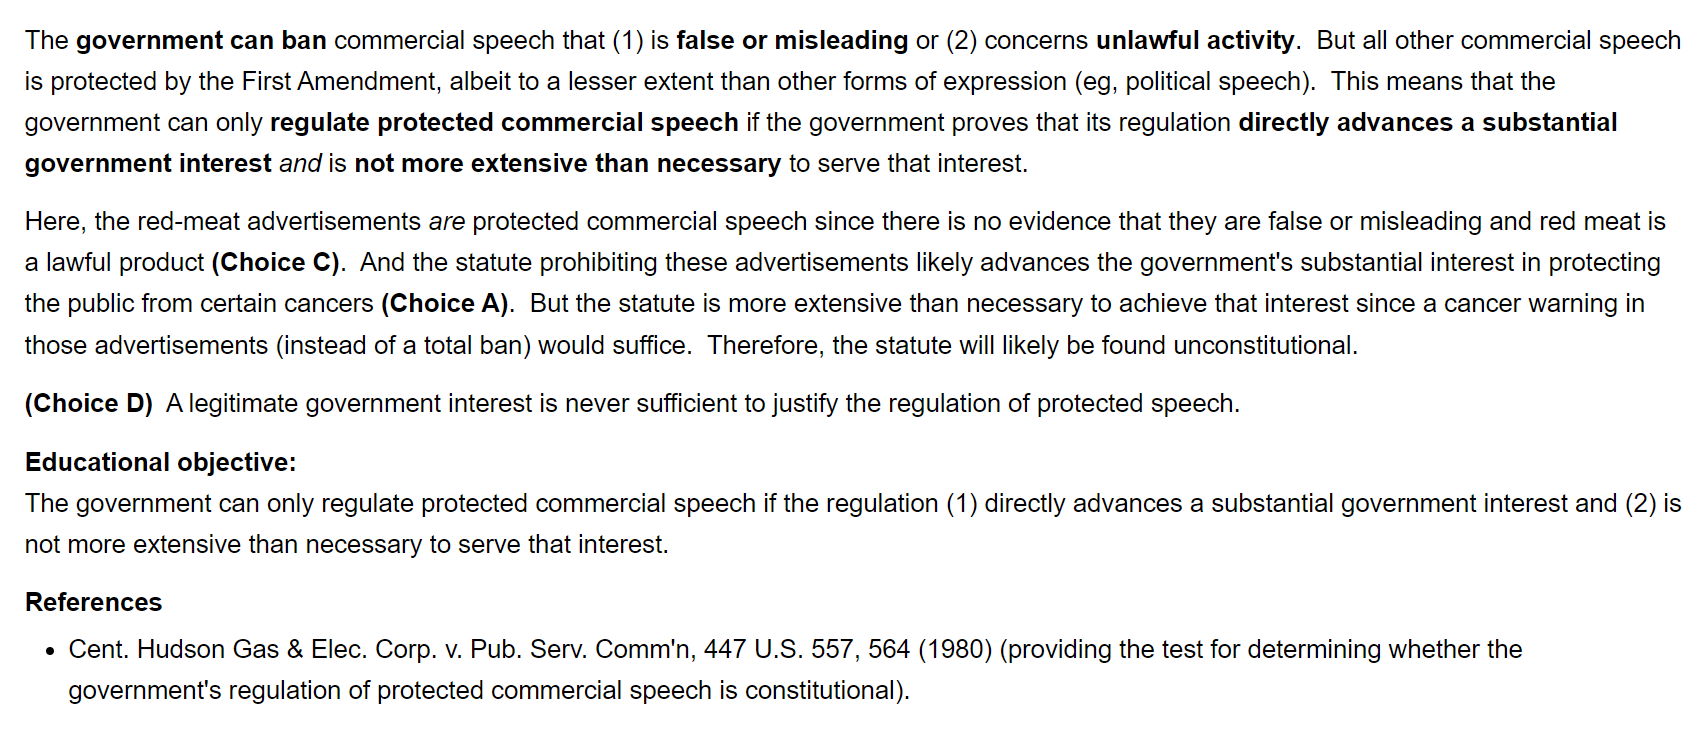 The government can ban commercial speech that (1) is false or misleading or (2) concerns unlawful activity.  But all other commercial speech
is protected by the First Amendment, albeit to a lesser extent than other forms of expression (eg, political speech).  This means that the
government can only regulate protected commercial speech if the government proves that its regulation directly advances a substantial
government interest and is not more extensive than necessary to serve that interest.
Here, the red-meat advertisements are protected commercial speech since there is no evidence that they are false or misleading and red meat is
a lawful product (Choice C).  And the statute prohibiting these advertisements likely advances the government's substantial interest in protecting
the public from certain cancers (Choice A).  But the statute is more extensive than necessary to achieve that interest since a cancer warning in
those advertisements (instead of a total ban) would suffice.  Therefore, the statute will likely be found unconstitutional.
(Choice D)  A legitimate government interest is never sufficient to justify the regulation of protected speech.
Educational objective:
The government can only regulate protected commercial speech if the regulation (1) directly advances a substantial government interest and (2) is
not more extensive than necessary to serve that interest.
References
• Cent. Hudson Gas & Elec. Corp. v. Pub. Serv. Comm'n, 447 U.S. 557, 564 (1980) (providing the test for determining whether the
government's regulation of protected commercial speech is constitutional).